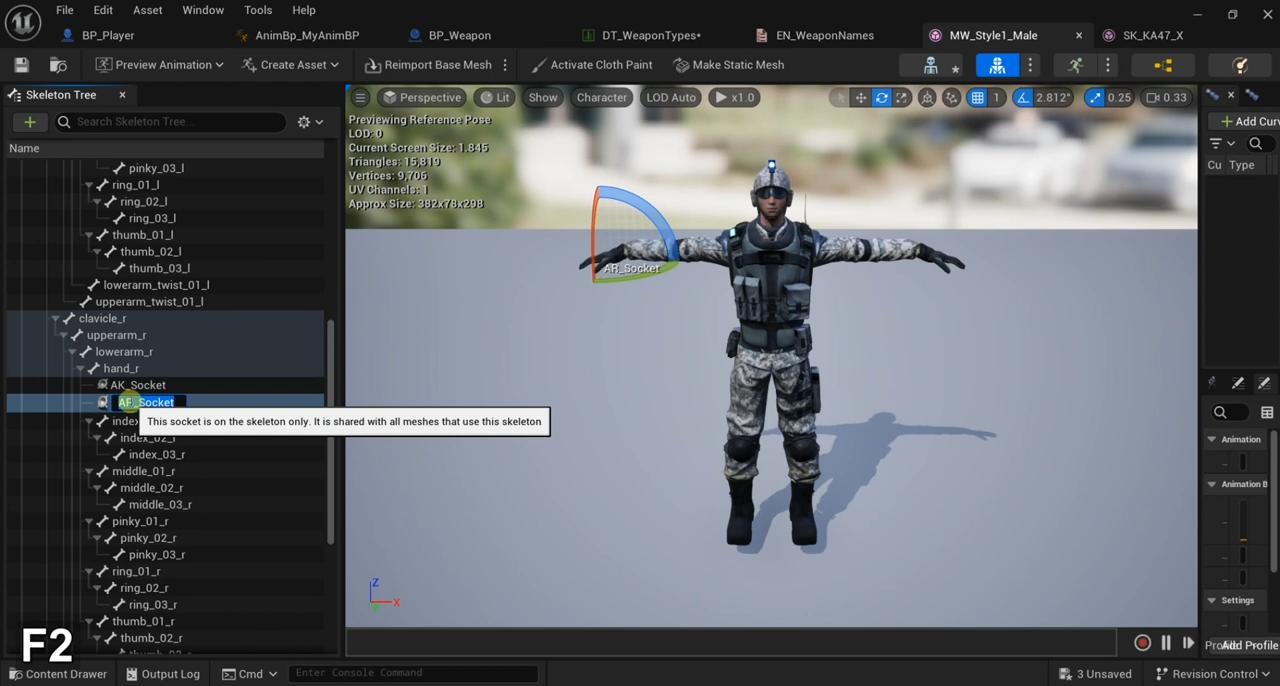 File Edit Asset Window Tools Help
BP_Player AnimBp_MyAnimBP BP_Weapon DT_WeaponTypes* EN_WeaponNames MW_Style1_Male SK_KA47_X
Preview Animation Create Asset Reimport Base Mesh Activate Cloth Paint Make Static Mesh
Skeleton Tree
Search Skeleton Tree...
Name
pinky_03_l
ring_01_l
ring_02_l
ring_03_l
thumb_01_l
thumb_02_l
thumb_03_l
lowerarm_twist_01_l
upperarm_twist_01_l
clavicle_r
upperarm_r
lowerarm_r
hand_r
AK_Socket
AR_Socket
This socket is on the skeleton only. It is shared with all meshes that use this skeleton
index_02_r
index_03_r
middle_01_r
middle_02_r
middle_03_r
pinky_01_r
pinky_02_r
pinky_03_r
ring_01_r
ring_02_r
ring_03_r
thumb_01_r
thumb_02_r
F2
Perspective Lit Show Character LOD Auto x1.0 1 2.812° 0.25 0.33
Previewing Reference Pose
LOD: 0
Current Screen Size: 1.845
Triangles: 15,819
Vertices: 9,706
UV Channels: 1
Approx Size: 382x78x298
AR_Socket
Z
X
Add Curv
Cu Type
Animation
Animation B
Settings
Add Profile
Content Drawer Output Log Cmd Enter Console Command 3 Unsaved Revision Control